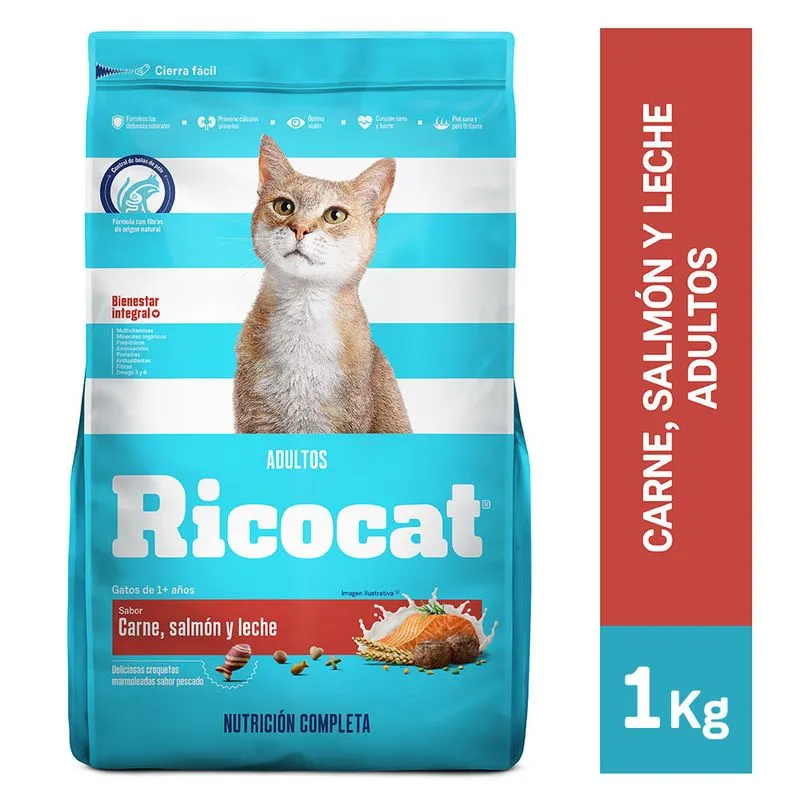 Cierra fácil
Fortalece las
defensas naturales
Previene cálculos
urinarios
Óptima
visión
Corazón sano
y fuerte
Piel sana y
pelo brillante
Control de bolas de pelo
Fórmula con fibras
de origen natural
Bienestar
integral
Multivitaminas
Minerales orgánicos
Prebióticos
Aminoácidos
Proteínas
Antioxidantes
Fibras
Omega 3 y 6
ADULTOS
Ricocat®
Gatos de 1+ años
Imagen ilustrativa
Sabor
Carne, salmón y leche
Deliciosas croquetas
marmoleadas sabor pescado
NUTRICIÓN COMPLETA
CARNE, SALMÓN Y LECHE
ADULTOS
1 Kg